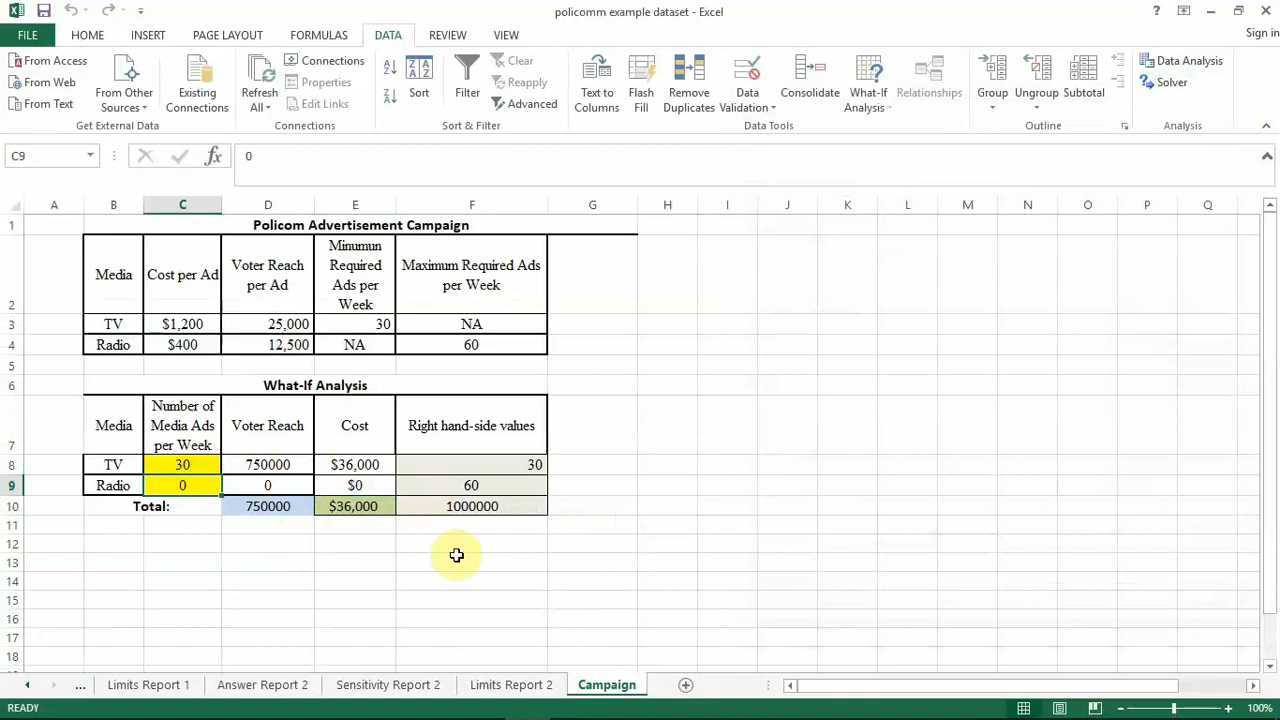 policomm example dataset - Excel
?
FILE
HOME
INSERT
PAGE LAYOUT
FORMULAS
DATA
REVIEW
VIEW
Sign in
From Access
From Web
From Text
From Other
Sources
Existing
Connections
Get External Data
Refresh
All
Connections
Properties
Edit Links
Connections
Sort
Filter
Clear
Reapply
Advanced
Sort & Filter
Text to
Columns
Flash
Fill
Remove
Duplicates
Data
Validation
Consolidate
What-If
Analysis
Relationships
Data Tools
Group
Ungroup
Subtotal
Outline
Data Analysis
Solver
Analysis
C9
fx
0
A B C D E F G H I J K L M N O P Q
1 Policom Advertisement Campaign
Media
Cost per Ad
Voter Reach
per Ad
Minumun
Required
Ads per
Week
Maximum Required Ads
per Week
2
3 TV $1,200 25,000 30 NA
4 Radio $400 12,500 NA 60
5
6 What-If Analysis
Media
Number of
Media Ads
per Week
Voter Reach
Cost
Right hand-side values
7
8 TV 30 750000 $36,000 30
9 Radio 0 0 $0 60
10 Total: 750000 $36,000 1000000
11
12
13
14
15
16
17
18
... Limits Report 1 Answer Report 2 Sensitivity Report 2 Limits Report 2 Campaign
READY
100%